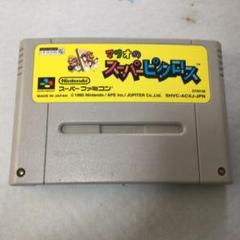 マリオの
スーパーピクロス
Nintendo
スーパーファミコン
MADE IN JAPAN
© 1995 Nintendo / APE inc / JUPITER Co.,Ltd.
SHVC-AC6J-JPN